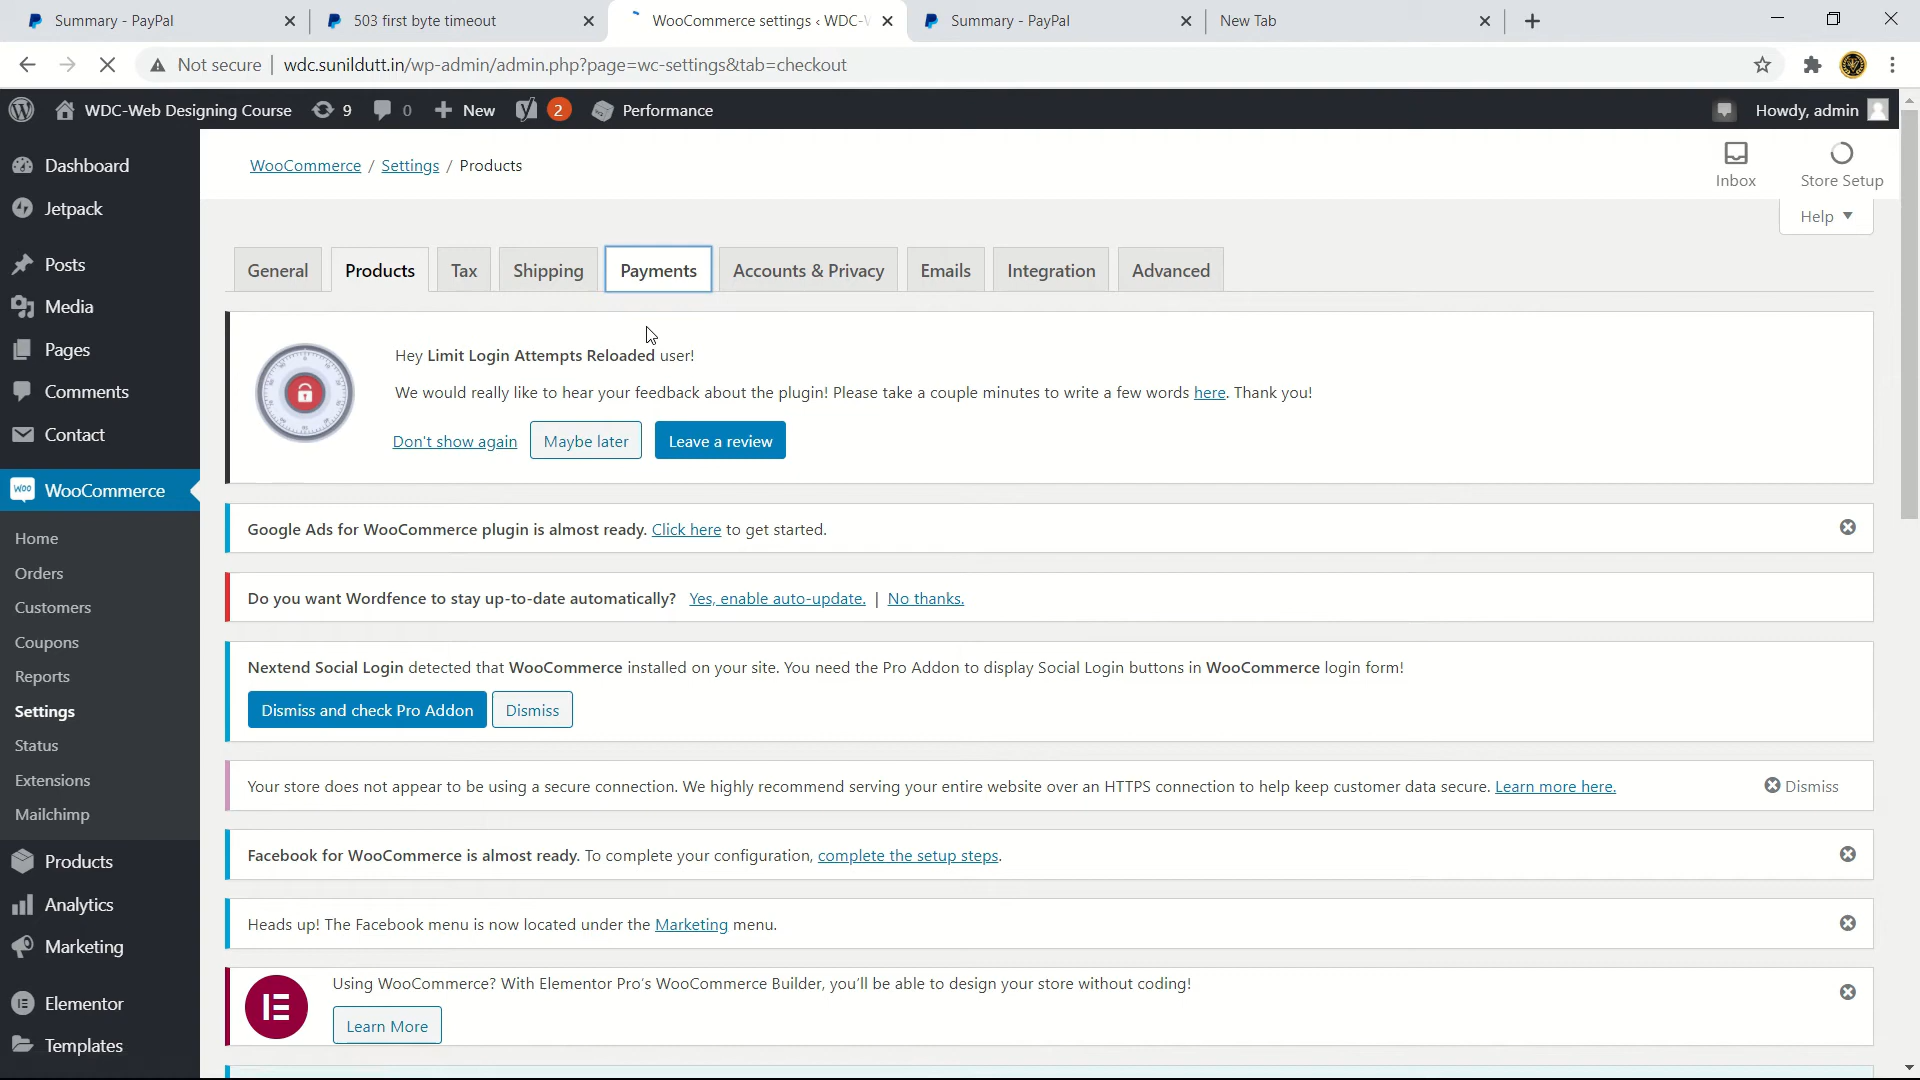 Summary - PayPal
503 first byte timeout
WooCommerce settings ‹ WDC-W
Summary - PayPal
New Tab
Not secure
wdc.sunildutt.in/wp-admin/admin.php?page=wc-settings&tab=checkout
WDC-Web Designing Course
9
0
New
2
Performance
Howdy, admin
Dashboard
Jetpack
Posts
Media
Pages
Comments
Contact
WooCommerce
Home
Orders
Customers
Coupons
Reports
Settings
Status
Extensions
Mailchimp
Products
Analytics
Marketing
Elementor
Templates
WooCommerce / Settings / Products
Inbox
Store Setup
Help
General
Products
Tax
Shipping
Payments
Accounts & Privacy
Emails
Integration
Advanced
Hey Limit Login Attempts Reloaded user!
We would really like to hear your feedback about the plugin! Please take a couple minutes to write a few words here. Thank you!
Don't show again
Maybe later
Leave a review
Google Ads for WooCommerce plugin is almost ready. Click here to get started.
Do you want Wordfence to stay up-to-date automatically? Yes, enable auto-update. | No thanks.
Nextend Social Login detected that WooCommerce installed on your site. You need the Pro Addon to display Social Login buttons in WooCommerce login form!
Dismiss and check Pro Addon
Dismiss
Your store does not appear to be using a secure connection. We highly recommend serving your entire website over an HTTPS connection to help keep customer data secure. Learn more here.
Dismiss
Facebook for WooCommerce is almost ready. To complete your configuration, complete the setup steps.
Heads up! The Facebook menu is now located under the Marketing menu.
Using WooCommerce? With Elementor Pro's WooCommerce Builder, you'll be able to design your store without coding!
Learn More